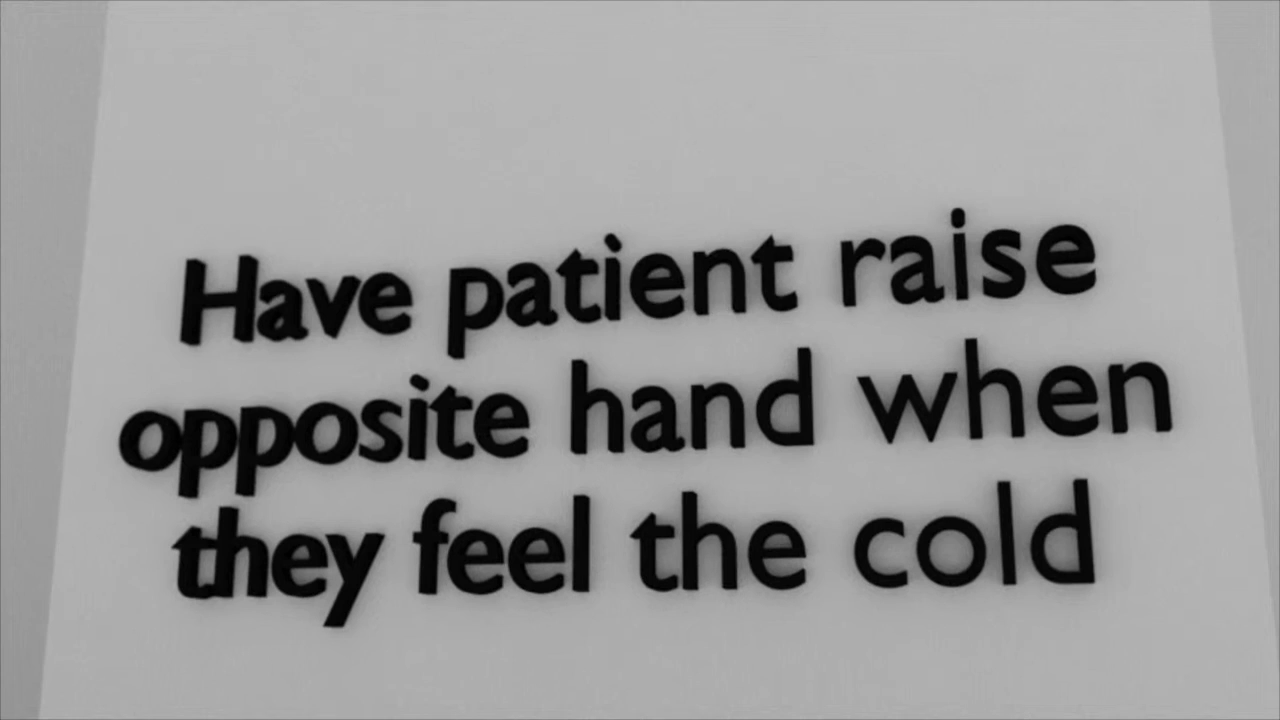 Have patient raise
opposite hand when
they feel the cold